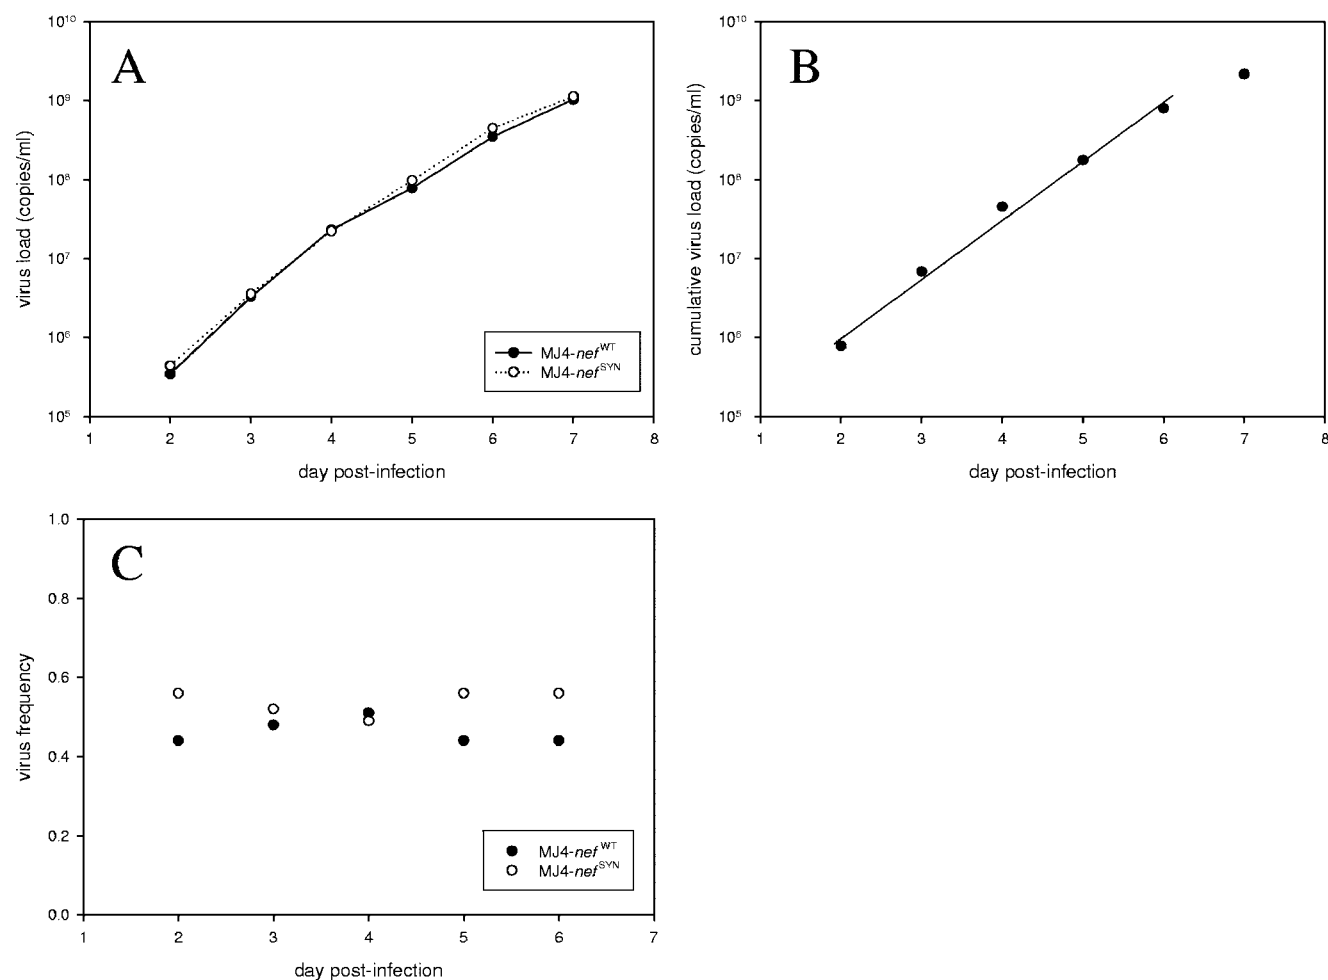 A
virus load (copies/ml)
10¹⁰
10⁹
10⁸
10⁷
10⁶
10⁵
1 2 3 4 5 6 7 8
day post-infection
MJ4-nef^WT
MJ4-nef^SYN
B
cumulative virus load (copies/ml)
10¹⁰
10⁹
10⁸
10⁷
10⁶
10⁵
1 2 3 4 5 6 7 8
day post-infection
C
virus frequency
1.0
0.8
0.6
0.4
0.2
0.0
1 2 3 4 5 6 7
day post-infection
MJ4-nef^WT
MJ4-nef^SYN